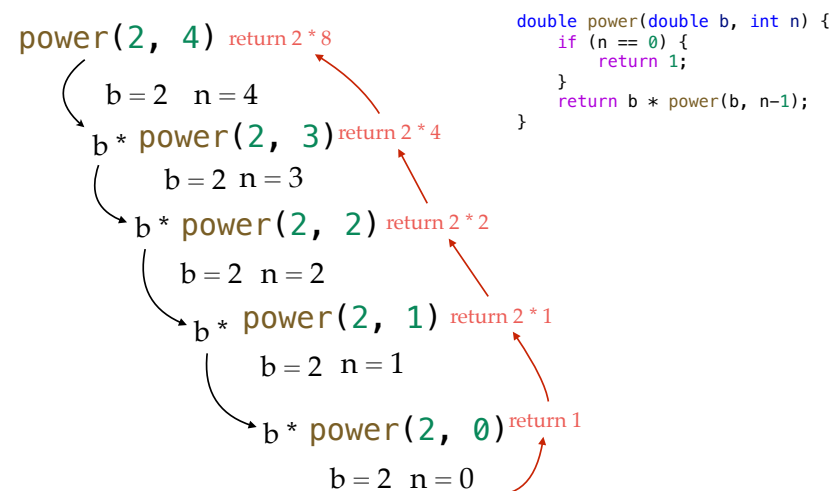 power(2, 4) return 2 * 8
b = 2 n = 4
b * power(2, 3) return 2 * 4
b = 2 n = 3
b * power(2, 2) return 2 * 2
b = 2 n = 2
b * power(2, 1) return 2 * 1
b = 2 n = 1
b * power(2, 0) return 1
b = 2 n = 0
double power(double b, int n) {
    if (n == 0) {
        return 1;
    }
    return b * power(b, n-1);
}